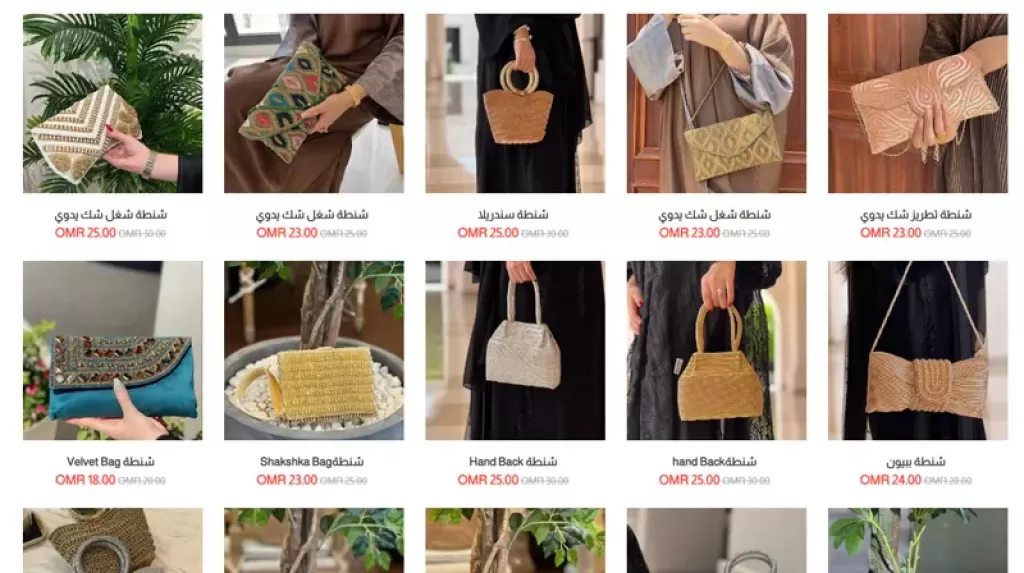 شنطة شغل شك يدوي
OMR 25.00 OMR 30.00
شنطة شغل شك يدوي
OMR 23.00 OMR 25.00
شنطة سندريلا
OMR 25.00 OMR 30.00
شنطة شغل شك يدوي
OMR 23.00 OMR 25.00
شنطة تطريز شك يدوي
OMR 23.00 OMR 25.00
شنطة Velvet Bag
OMR 18.00 OMR 20.00
شنطةShakshka Bag
OMR 23.00 OMR 25.00
شنطة Hand Back
OMR 25.00 OMR 30.00
شنطةhand Back
OMR 25.00 OMR 30.00
شنطة بيبون
OMR 24.00 OMR 28.00